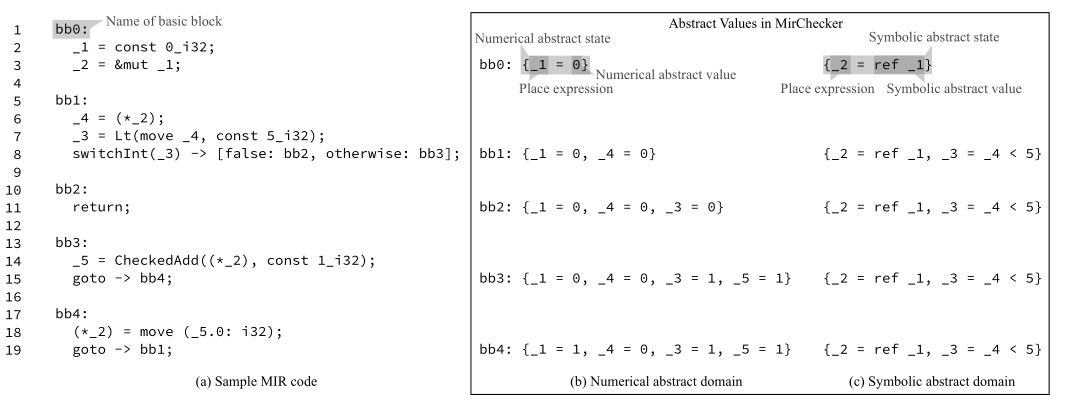 Name of basic block
1 bb0:
2 _1 = const 0_i32;
3 _2 = &mut _1;
4
5 bb1:
6 _4 = (*_2);
7 _3 = Lt(move _4, const 5_i32);
8 switchInt(_3) -> [false: bb2, otherwise: bb3];
9
10 bb2:
11 return;
12
13 bb3:
14 _5 = CheckedAdd((*_2), const 1_i32);
15 goto -> bb4;
16
17 bb4:
18 (*_2) = move (_5.0: i32);
19 goto -> bb1;
(a) Sample MIR code
Abstract Values in MirChecker
Numerical abstract state Symbolic abstract state
bb0: {_1 = 0} {_2 = ref _1}
Numerical abstract value
Place expression Place expression Symbolic abstract value
bb1: {_1 = 0, _4 = 0} {_2 = ref _1, _3 = _4 < 5}
bb2: {_1 = 0, _4 = 0, _3 = 0} {_2 = ref _1, _3 = _4 < 5}
bb3: {_1 = 0, _4 = 0, _3 = 1, _5 = 1} {_2 = ref _1, _3 = _4 < 5}
bb4: {_1 = 1, _4 = 0, _3 = 1, _5 = 1} {_2 = ref _1, _3 = _4 < 5}
(b) Numerical abstract domain (c) Symbolic abstract domain